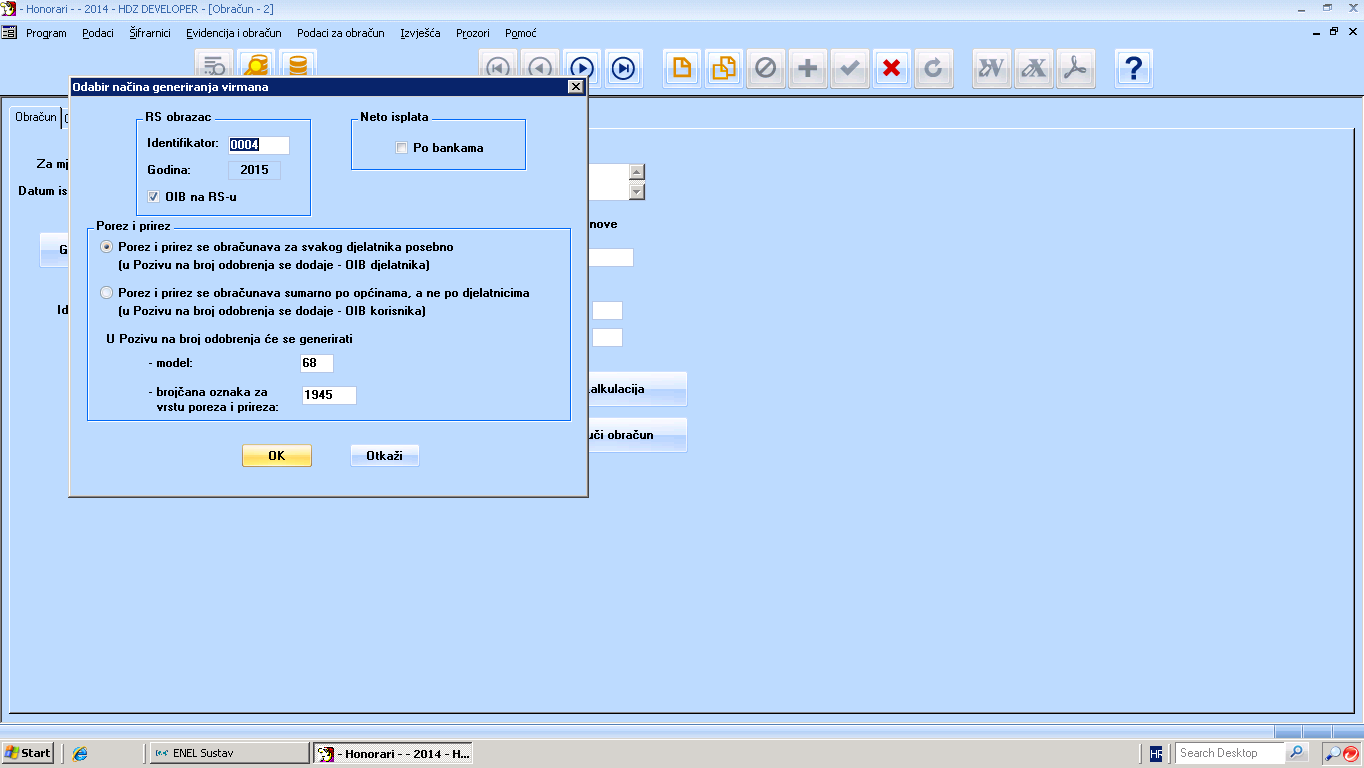 - Honorari - - 2014 - HDZ DEVELOPER - [Obračun - 2]
Program Podaci Šifrarnici Evidencija i obračun Podaci za obračun Izvješća Prozori Pomoć
Odabir načina generiranja virmana
Obračun
Za mj
Datum is
G
Id
RS obrazac
Identifikator: 0004
Godina: 2015
OIB na RS-u
Neto isplata
Po bankama
Porez i prirez
Porez i prirez se obračunava za svakog djelatnika posebno
(u Pozivu na broj odobrenja se dodaje - OIB djelatnika)
Porez i prirez se obračunava sumarno po općinama, a ne po djelatnicima
(u Pozivu na broj odobrenja se dodaje - OIB korisnika)
U Pozivu na broj odobrenja će se generirati
- model: 68
- brojčana oznaka za
vrstu poreza i prireza: 1945
OK Otkaži
nove
alkulacija
uči obračun
Start ENEL Sustav - Honorari - - 2014 - H... HR Search Desktop